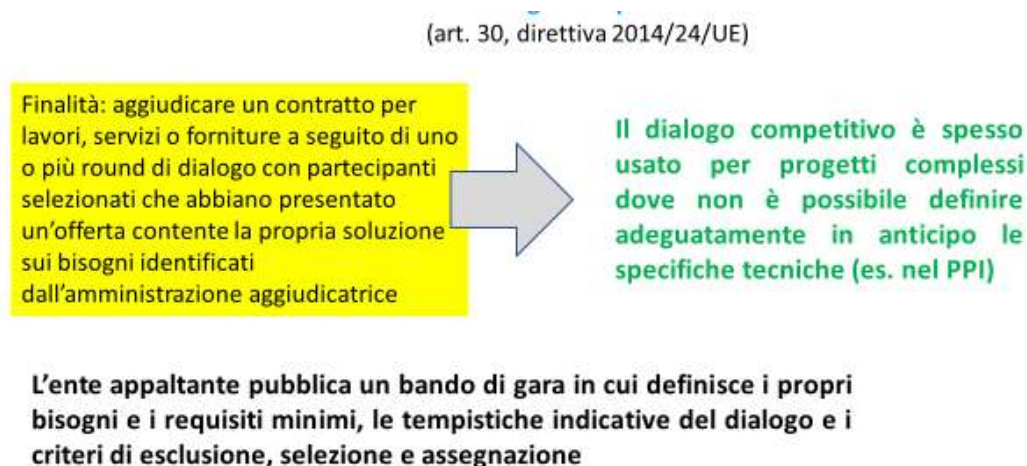 (art. 30, direttiva 2014/24/UE)
Finalità: aggiudicare un contratto per
lavori, servizi o forniture a seguito di uno
o più round di dialogo con partecipanti
selezionati che abbiano presentato
un'offerta contente la propria soluzione
sui bisogni identificati
dall'amministrazione aggiudicatrice
Il dialogo competitivo è spesso
usato per progetti complessi
dove non è possibile definire
adeguatamente in anticipo le
specifiche tecniche (es. nel PPI)
L'ente appaltante pubblica un bando di gara in cui definisce i propri
bisogni e i requisiti minimi, le tempistiche indicative del dialogo e i
criteri di esclusione, selezione e assegnazione